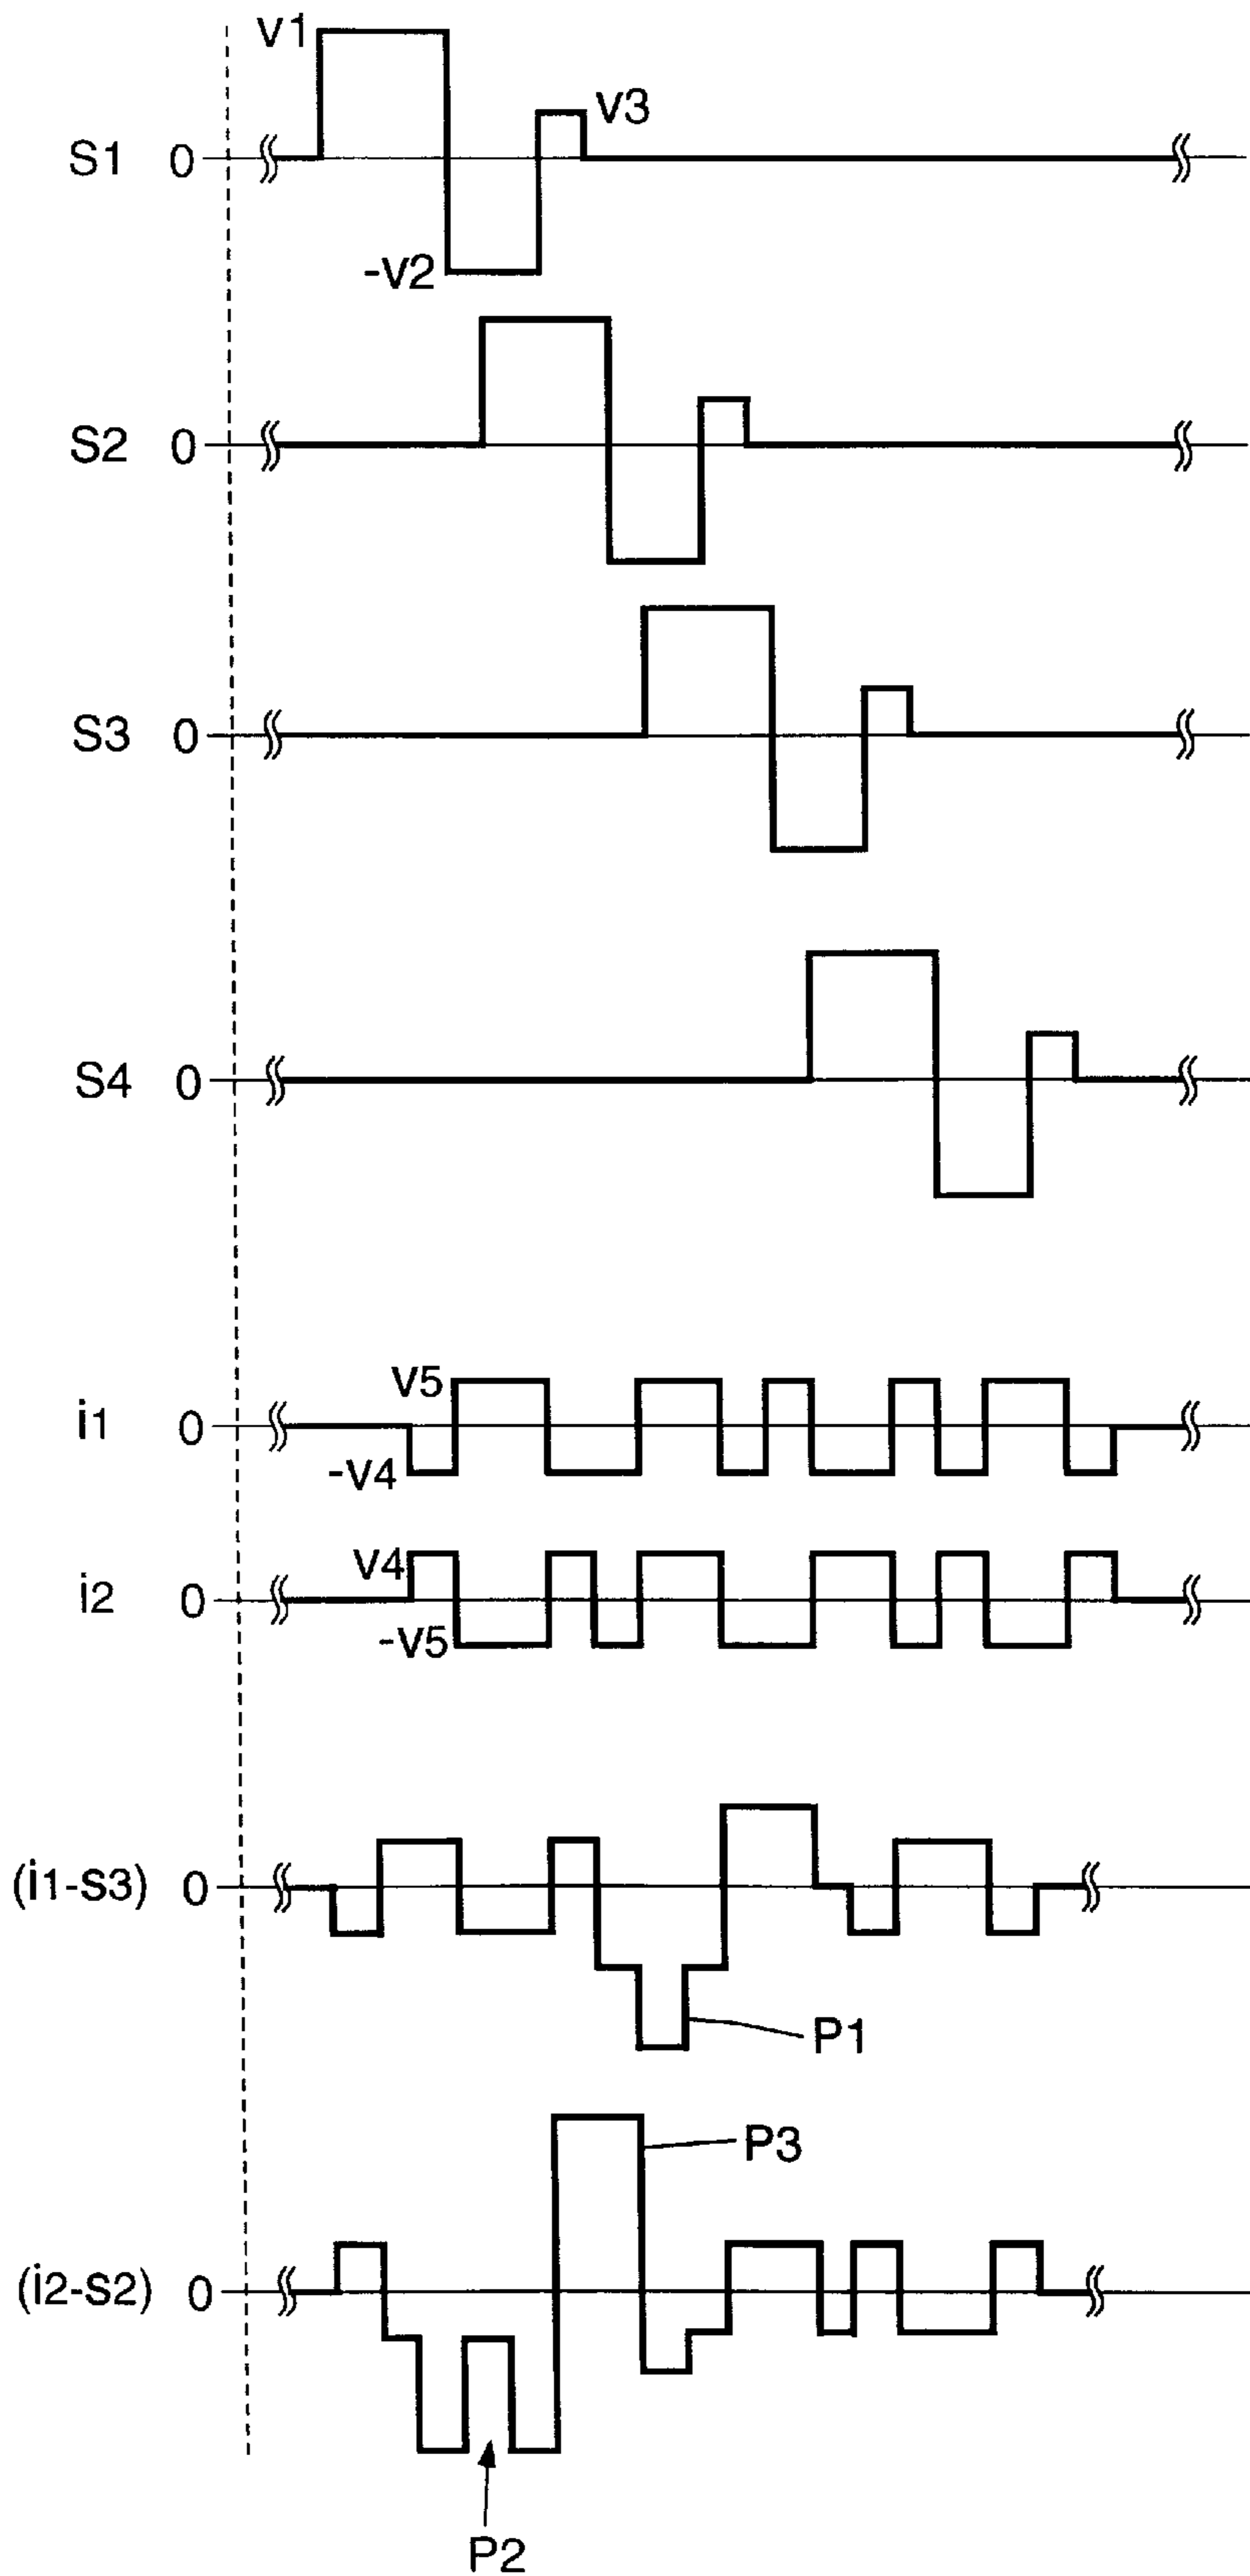 V1
V3
S1 0
-V2
S2 0
S3 0
S4 0
V5
i1 0
-V4
V4
i2 0
-V5
(i1-S3) 0
P1
P3
(i2-S2) 0
P2